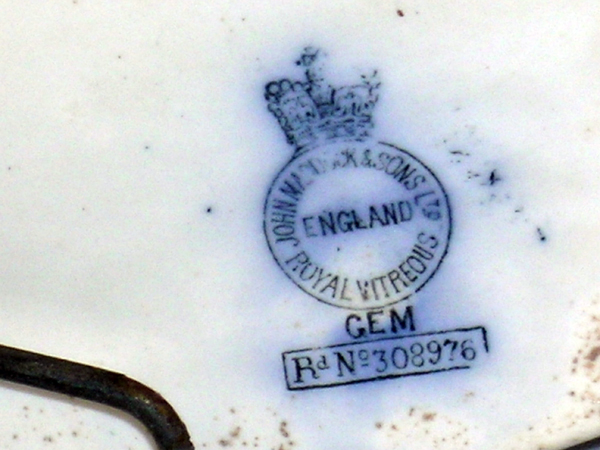 JOHN MADDOCK & SONS LTD
ENGLAND
ROYAL VITREOUS
GEM
Rd No 308976